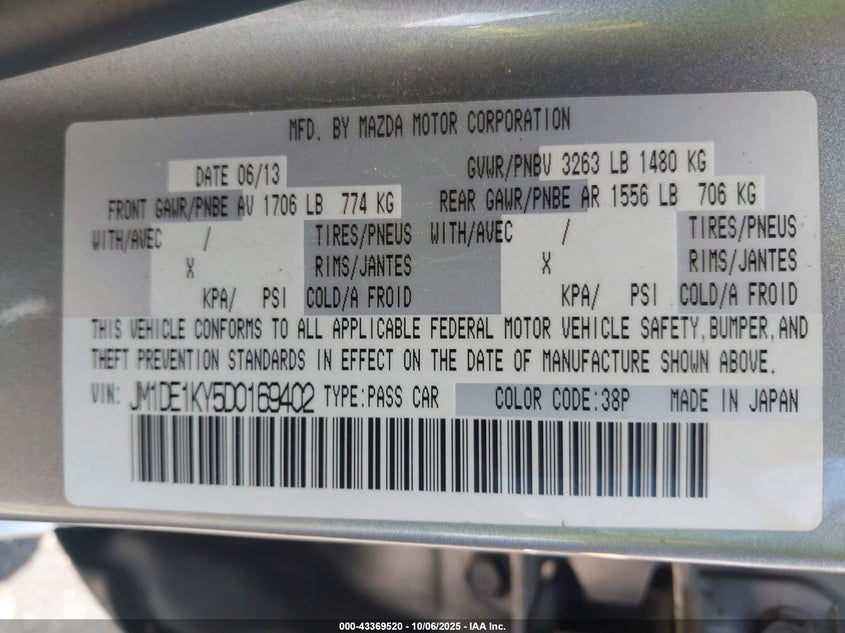 MFD. BY MAZDA MOTOR CORPORATION
DATE 06/13 GVWR/PNBV 3263 LB 1480 KG
FRONT GAWR/PNBE AV 1706 LB 774 KG REAR GAWR/PNBE AR 1556 LB 706 KG
WITH/AVEC / TIRES/PNEUS WITH/AVEC / TIRES/PNEUS
X RIMS/JANTES X RIMS/JANTES
KPA/ PSI COLD/A FROID KPA/ PSI COLD/A FROID
THIS VEHICLE CONFORMS TO ALL APPLICABLE FEDERAL MOTOR VEHICLE SAFETY, BUMPER, AND
THEFT PREVENTION STANDARDS IN EFFECT ON THE DATE OF MANUFACTURE SHOWN ABOVE.
VIN: JM1DE1KY5D0169402 TYPE:PASS CAR COLOR CODE:38P MADE IN JAPAN
000-43369520 | 10/06/2025 - IAA Inc.